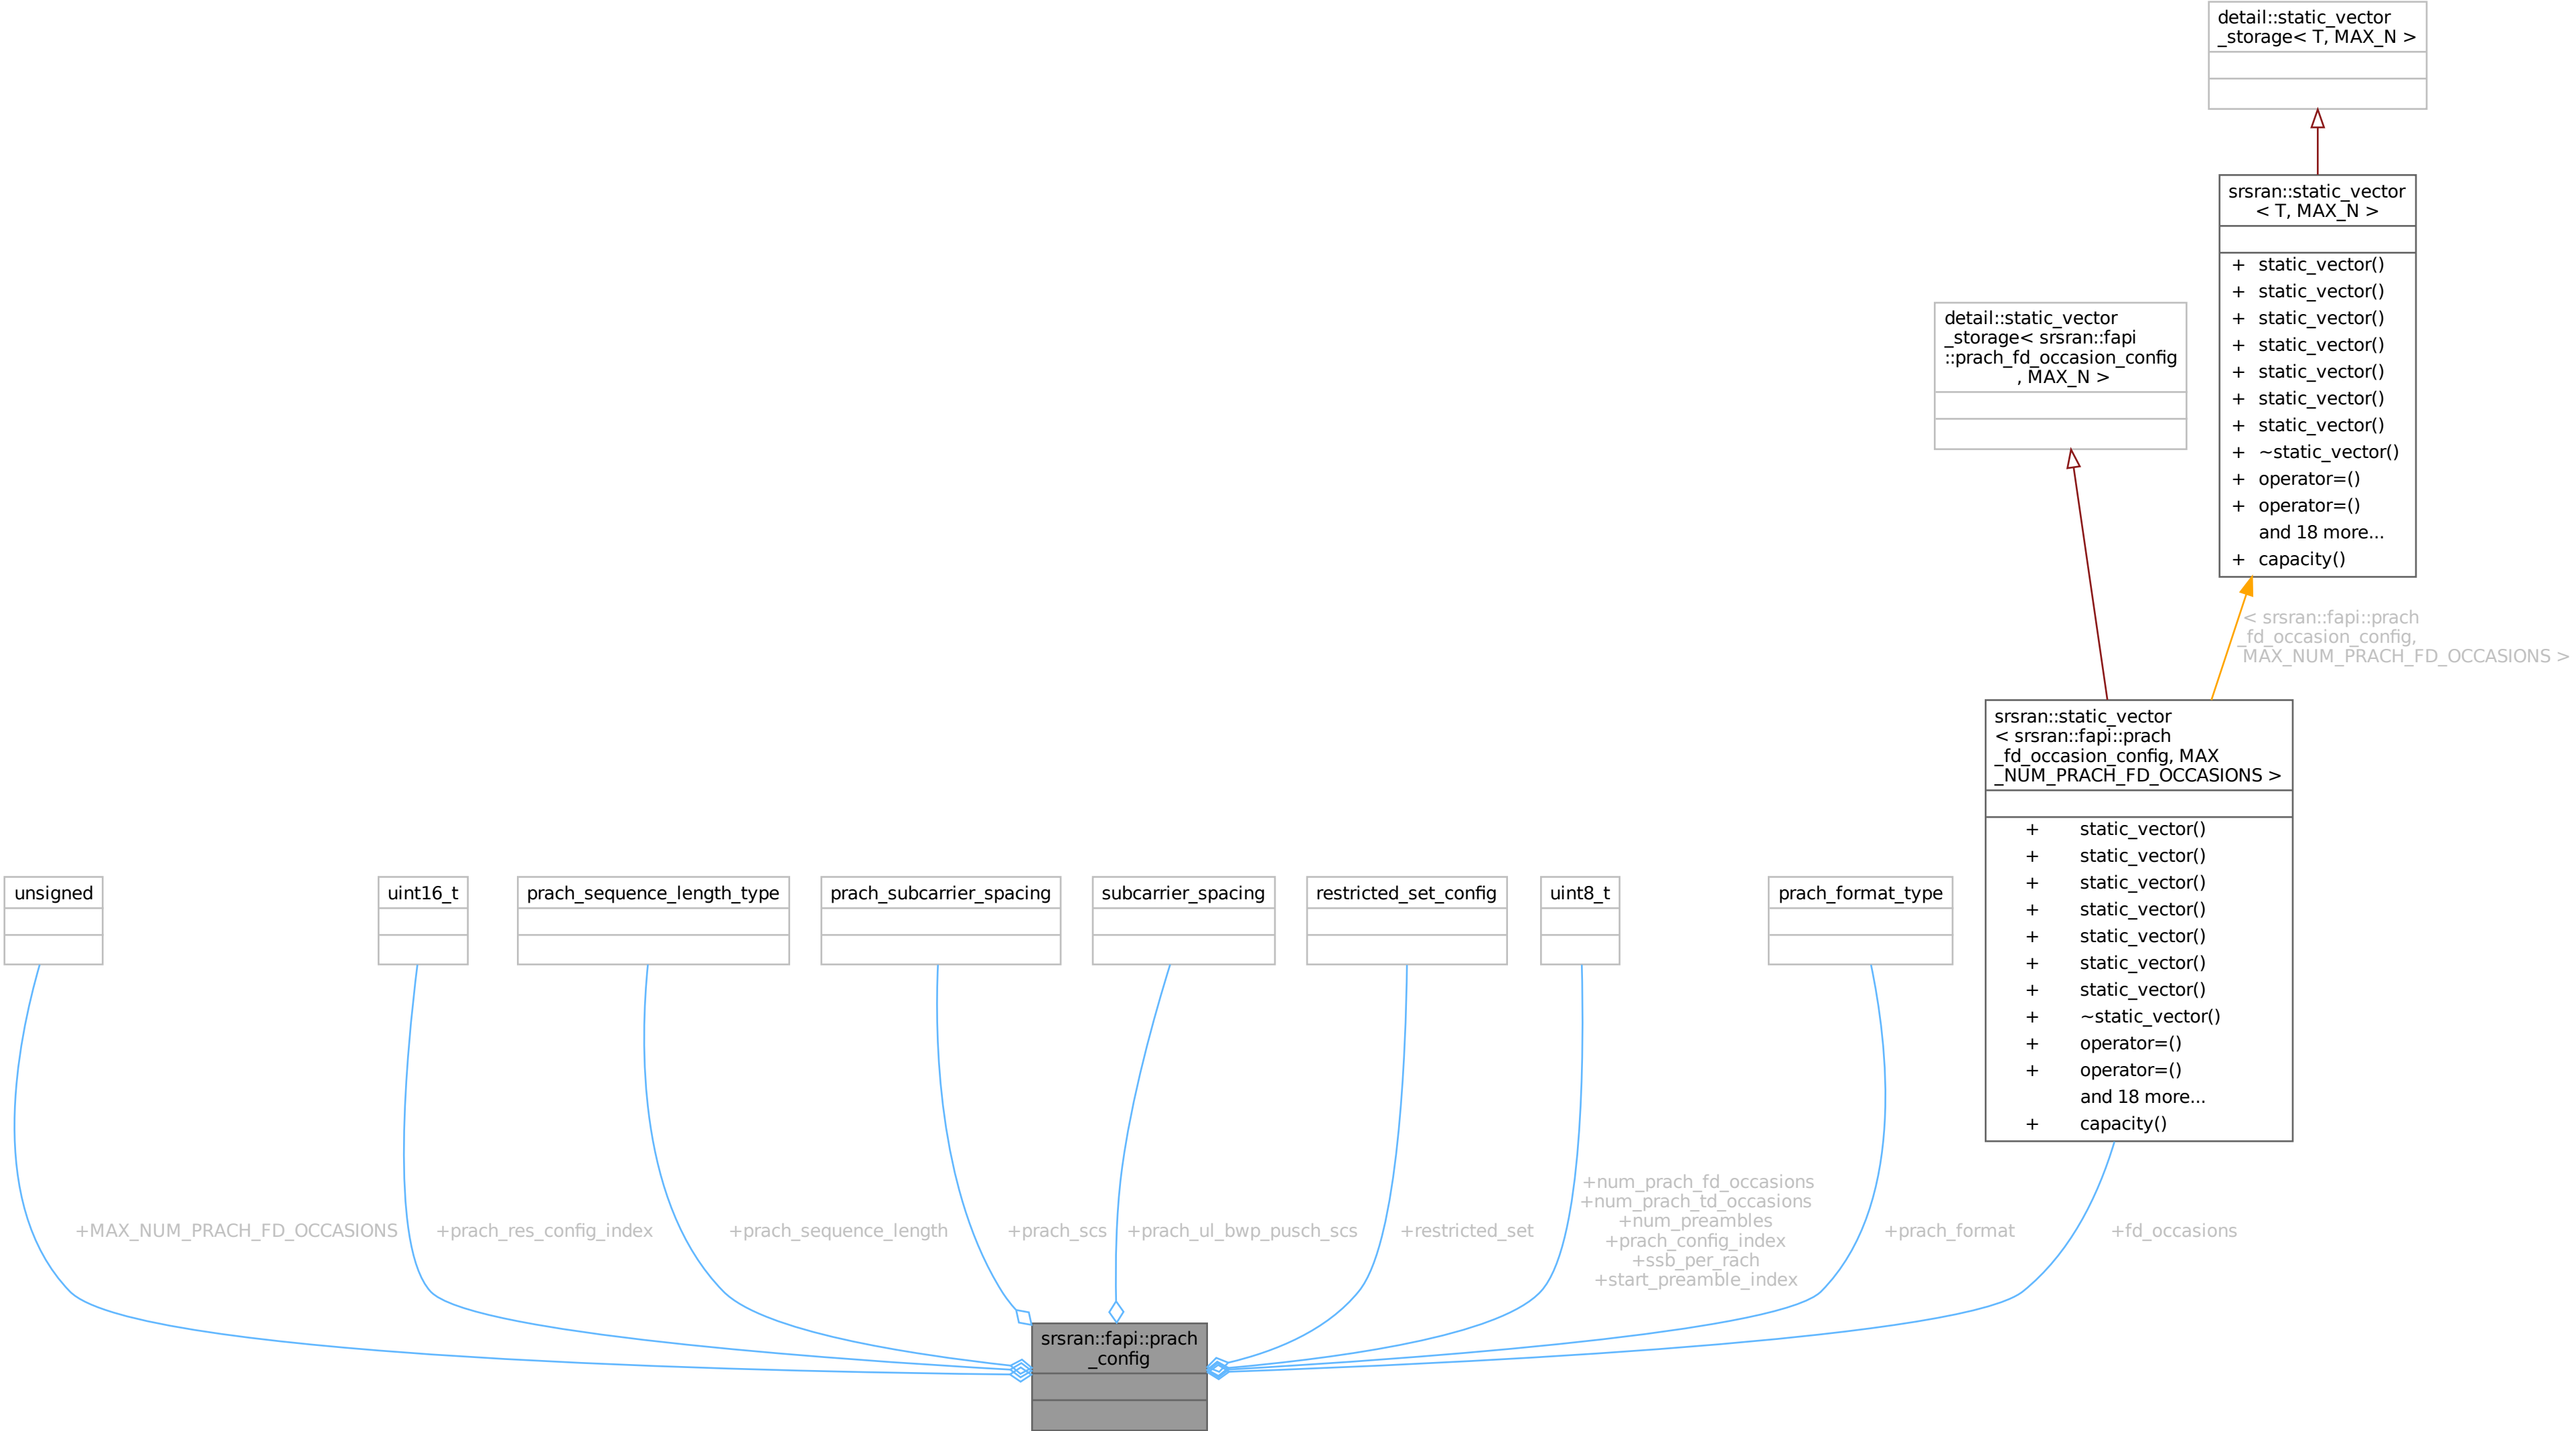 detail::static_vector
_storage< T, MAX_N >
srsran::static_vector
< T, MAX_N >
+ static_vector()
+ static_vector()
+ static_vector()
+ static_vector()
+ static_vector()
+ static_vector()
+ static_vector()
+ ~static_vector()
+ operator=()
+ operator=()
and 18 more...
+ capacity()
detail::static_vector
_storage< srsran::fapi
::prach_fd_occasion_config
, MAX_N >
< srsran::fapi::prach
_fd_occasion_config,
MAX_NUM_PRACH_FD_OCCASIONS >
srsran::static_vector
< srsran::fapi::prach
_fd_occasion_config, MAX
_NUM_PRACH_FD_OCCASIONS >
+ static_vector()
+ static_vector()
+ static_vector()
+ static_vector()
+ static_vector()
+ static_vector()
+ static_vector()
+ ~static_vector()
+ operator=()
+ operator=()
and 18 more...
+ capacity()
unsigned
uint16_t
prach_sequence_length_type
prach_subcarrier_spacing
subcarrier_spacing
restricted_set_config
uint8_t
prach_format_type
+MAX_NUM_PRACH_FD_OCCASIONS
+prach_res_config_index
+prach_sequence_length
+prach_scs
+prach_ul_bwp_pusch_scs
+restricted_set
+num_prach_fd_occasions
+num_prach_td_occasions
+num_preambles
+prach_config_index
+ssb_per_rach
+start_preamble_index
+prach_format
+fd_occasions
srsran::fapi::prach
_config